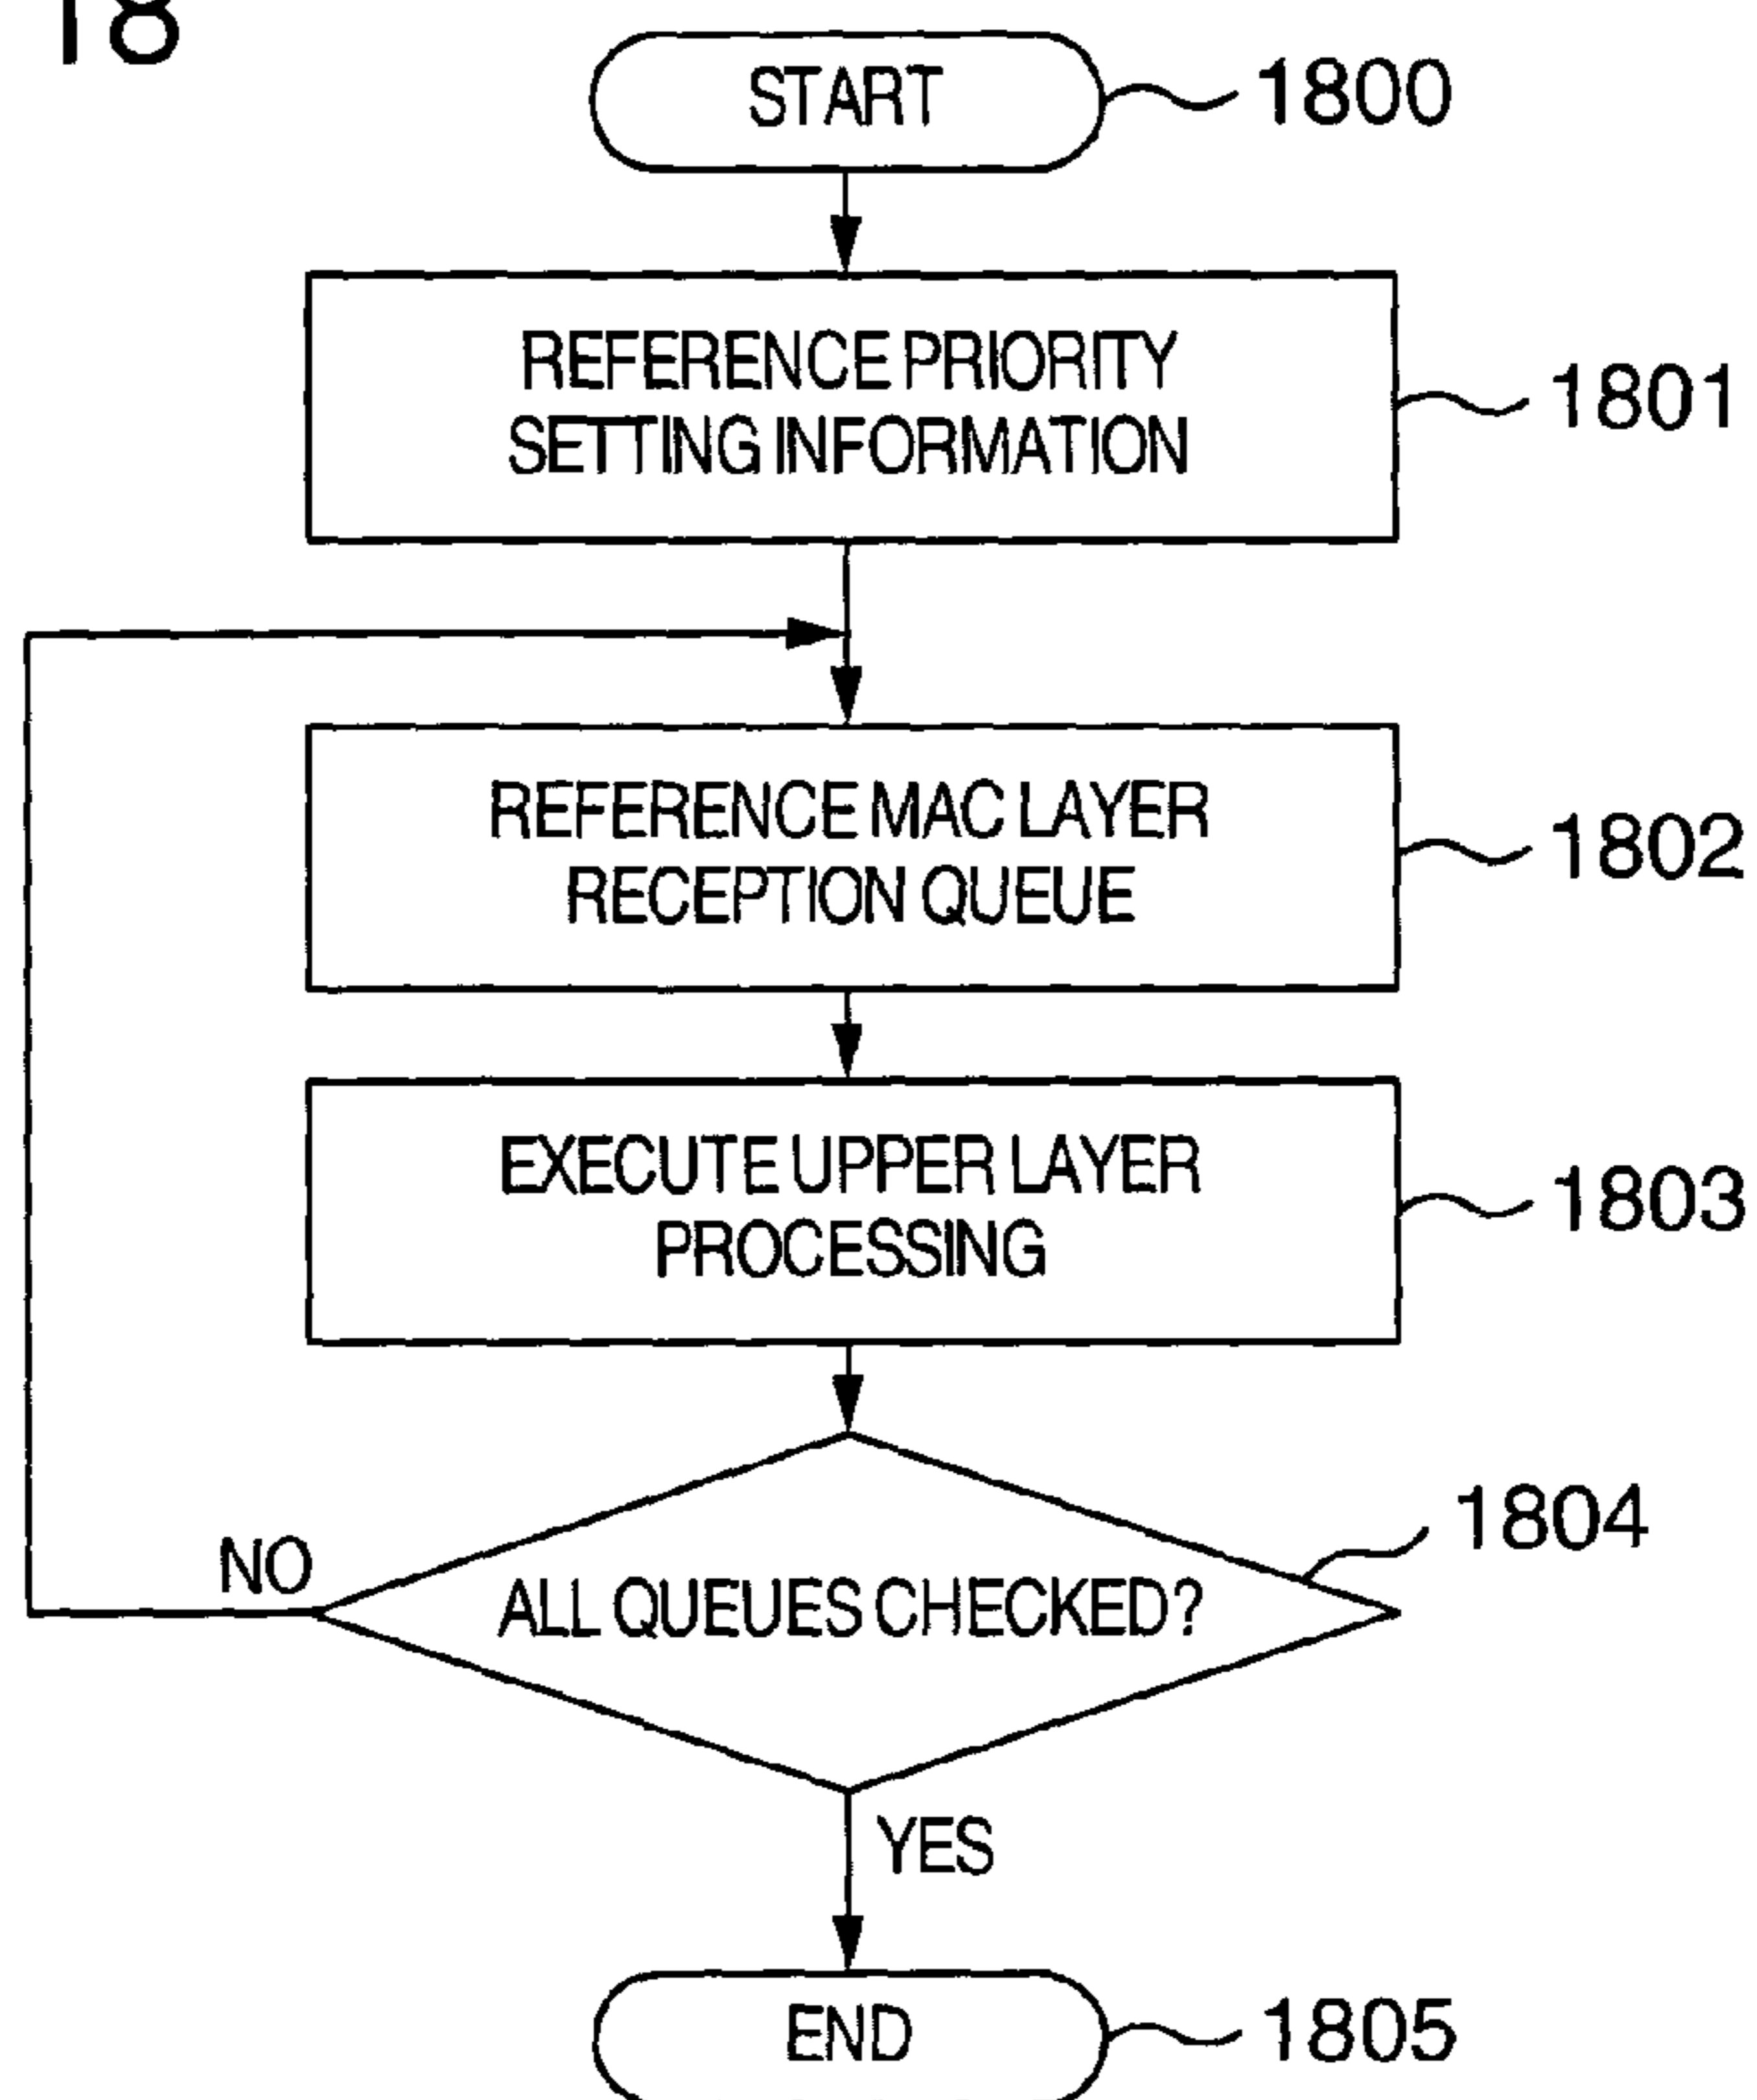 18
START
1800
REFERENCE PRIORITY
SETTING INFORMATION
1801
REFERENCE MAC LAYER
RECEPTION QUEUE
1802
EXECUTE UPPER LAYER
PROCESSING
1803
1804
NO
ALL QUEUES CHECKED?
YES
END
1805